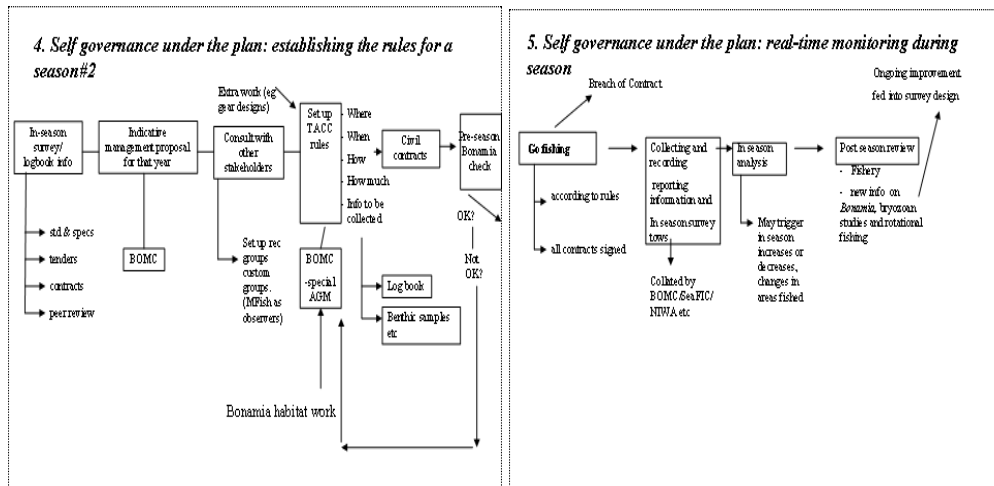 4. Self governance under the plan: establishing the rules for a
season#2
Extra work (eg
gear designs)
In-season
survey/
logbook info
Indicative
management proposal
for that year
Consult with
other
stakeholders
Set up
TACC
rules
- Where
- When
- How
- How much
- Info to be
collected
Civil
contracts
Pre-season
Bonamia
check
OK?
Not
OK?
std & specs
tenders
contracts
peer review
BOMC
Set up rec
groups
custom
groups.
(MFish as
observers)
BOMC
-special
AGM
Log book
Benthic samples
etc
Bonamia habitat work
5. Self governance under the plan: real-time monitoring during
season
Breach of Contract
Ongoing improvement
fed into survey design
Go fishing
according to rules
all contracts signed
Collecting and
recording
reporting
information and
In season survey
tows
Collated by
BOMC/SeaFIC/
NIWA etc
In season
analysis
May trigger
in season
increases or
decreases,
changes in
areas fished
Post season review
- Fishery
- new info on
Bonamia, bryozoan
studies and rotational
fishing